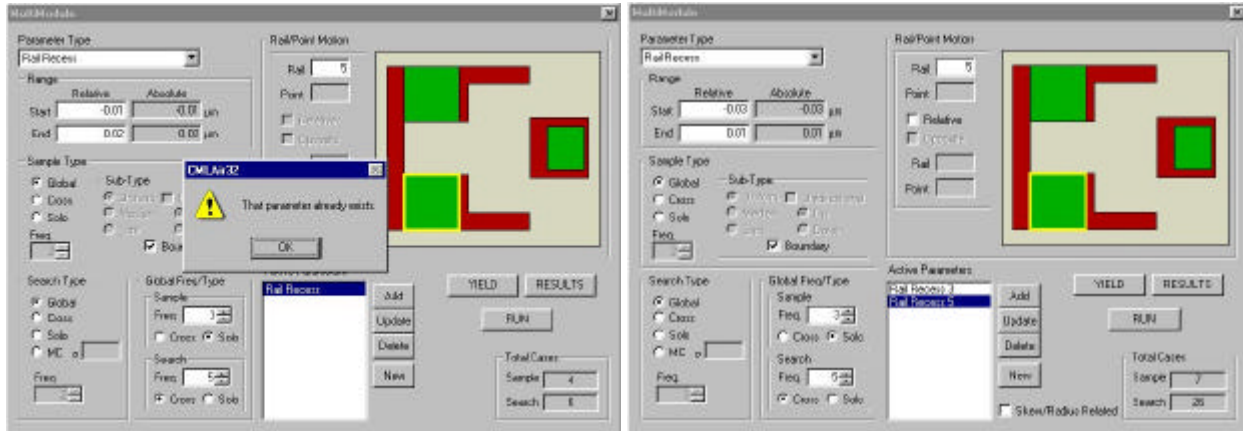 MultiModule
Parameter Type
Rail Recess
Range
Relative Absolute
Start -0.01 -0.01 µm
End 0.02 0.02 µm
Rail/Point Motion
Rail 5
Point
Relative
Opposite
Sample Type
Global
Cross
Solo
Freq.
Sub-Type
CMLAir32
That parameter already exists.
OK
Search Type
Global
Cross
Solo
MC σ
Freq.
Global Freq/Type
Sample
Freq. 3
Cross Solo
Search
Freq. 5
Cross Solo
Rail Recess
Add
Update
Delete
New
YIELD RESULTS
RUN
Total Cases
Sample 4
Search 6
MultiModule
Parameter Type
Rail Recess
Range
Relative Absolute
Start -0.03 -0.03 µm
End 0.01 0.01 µm
Rail/Point Motion
Rail 5
Point
Relative
Opposite
Rail
Point
Sample Type
Global
Cross
Solo
Freq.
Sub-Type
Boundary
Search Type
Global
Cross
Solo
MC σ
Freq.
Global Freq/Type
Sample
Freq. 3
Cross Solo
Search
Freq. 5
Cross Solo
Active Parameters
Rail Recess 3
Rail Recess 5
Add
Update
Delete
New
YIELD RESULTS
RUN
Total Cases
Sample 7
Search 26
Skew/Radius Related